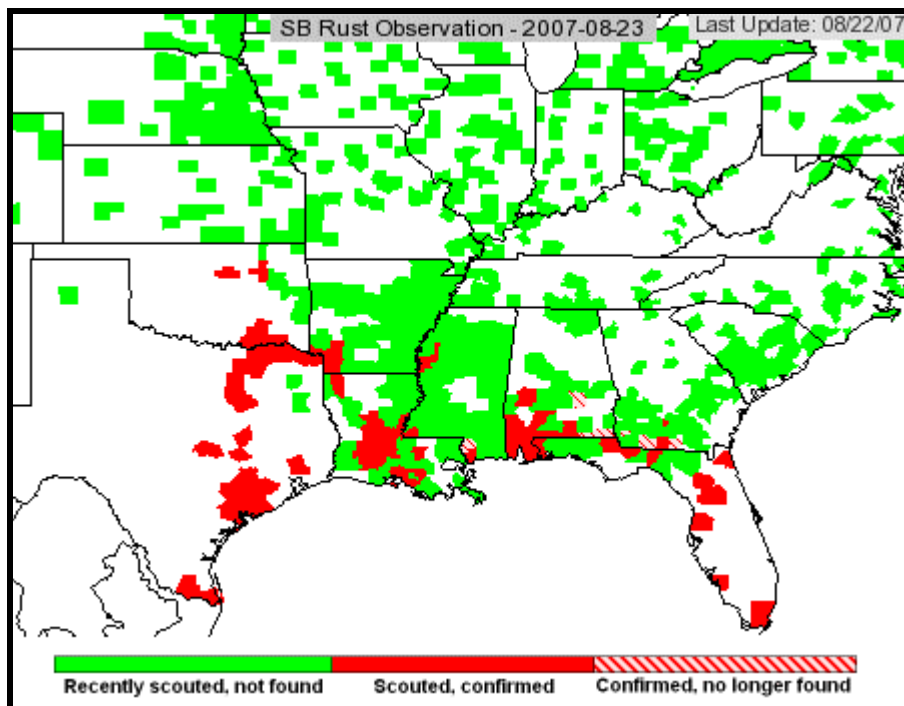 SB Rust Observation - 2007-08-23
Last Update: 08/22/07
Recently scouted, not found
Scouted, confirmed
Confirmed, no longer found